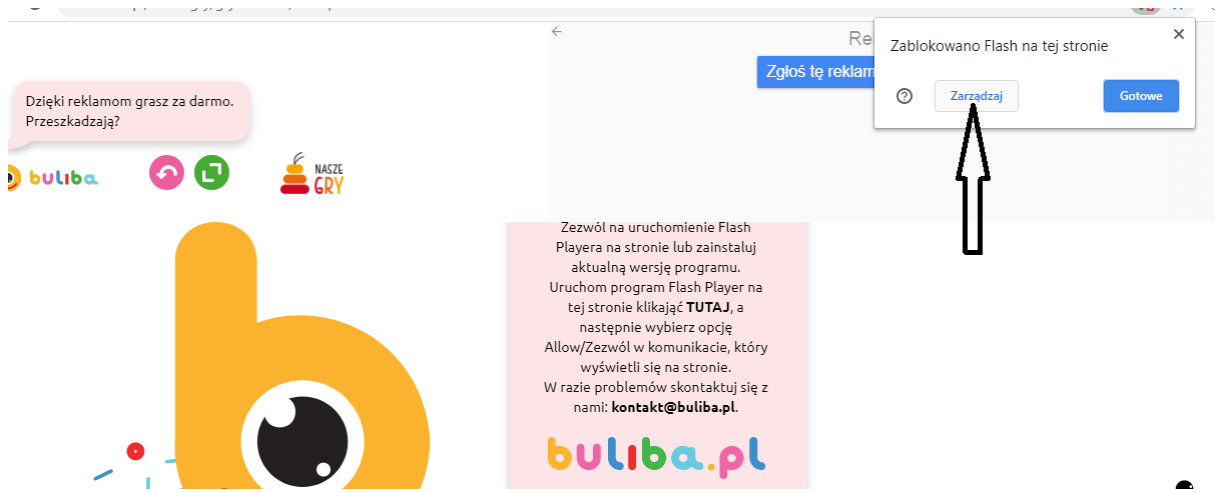 Re
Zablokowano Flash na tej stronie
Zgłoś tę reklam
Zarządzaj
Gotowe
Dzięki reklamom grasz za darmo.
Przeszkadzają?
buliba
NASZE
GRY
Zezwól na uruchomienie Flash
Playera na stronie lub zainstaluj
aktualną wersję programu.
Uruchom program Flash Player na
tej stronie klikająć TUTAJ, a
następnie wybierz opcję
Allow/Zezwól w komunikacie, który
wyświetli się na stronie.
W razie problemów skontaktuj się z
nami: kontakt@buliba.pl.
buliba.pl